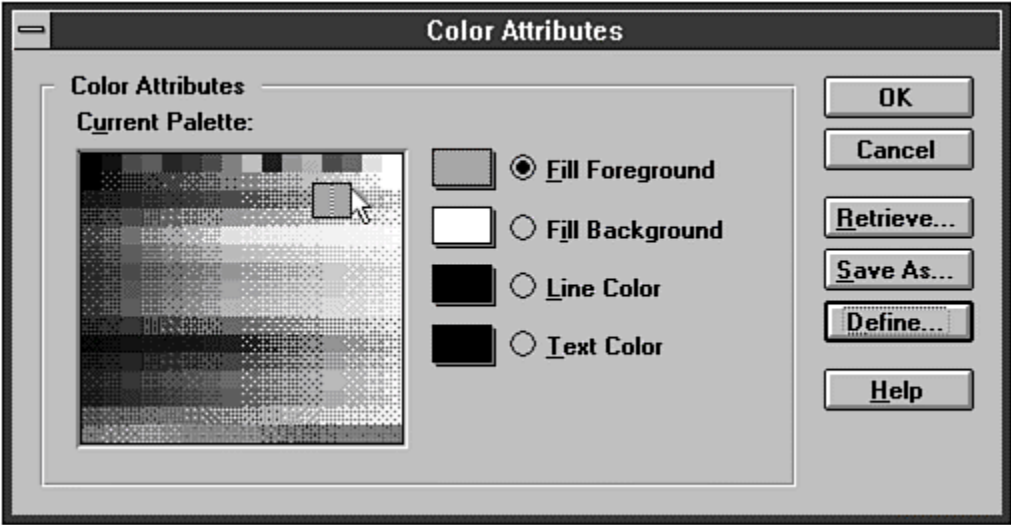 Color Attributes
Color Attributes
Current Palette:
Fill Foreground
Fill Background
Line Color
Text Color
OK
Cancel
Retrieve...
Save As...
Define...
Help